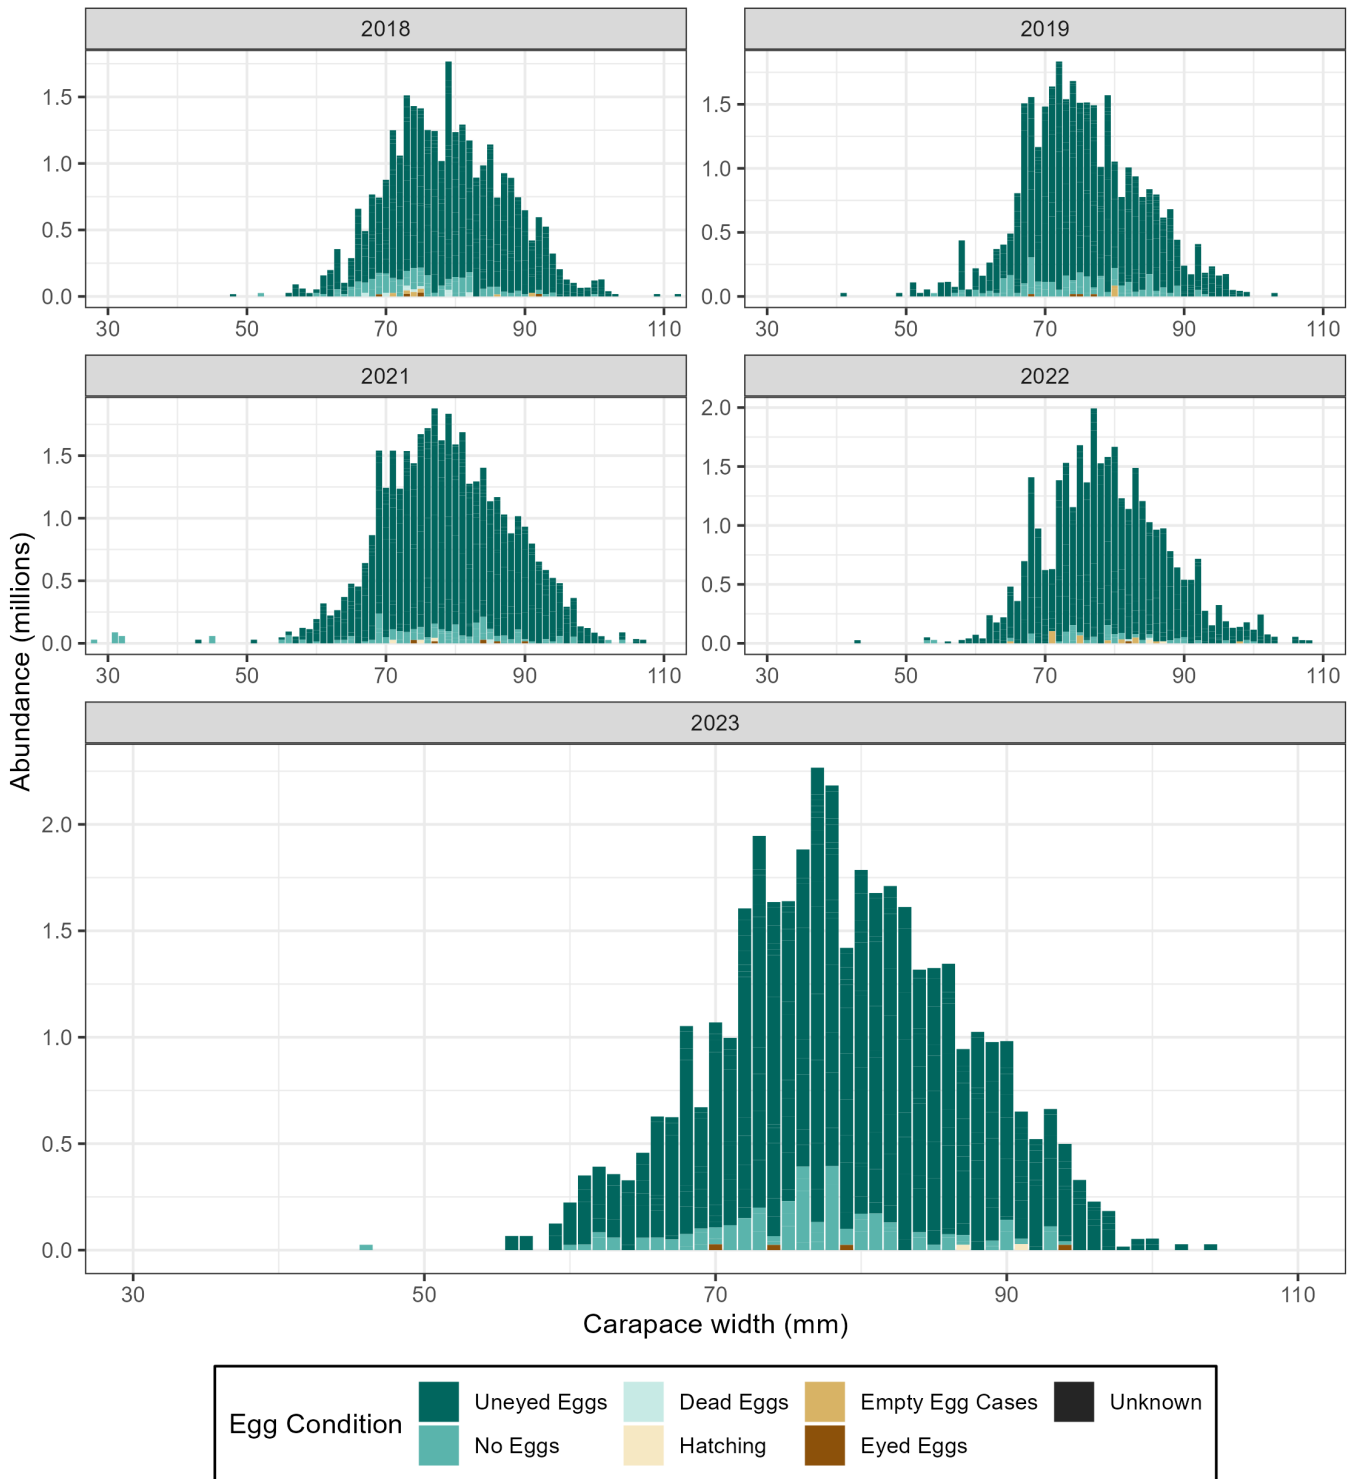 2018
2019
1.5
1.0
0.5
0.0
30 50 70 90 110
1.5
1.0
0.5
0.0
30 50 70 90 110
2021
2022
1.5
1.0
0.5
0.0
30 50 70 90 110
2.0
1.5
1.0
0.5
0.0
30 50 70 90 110
Abundance (millions)
2023
2.0
1.5
1.0
0.5
0.0
30 50 70 90 110
Carapace width (mm)
Egg Condition
Uneyed Eggs
No Eggs
Dead Eggs
Hatching
Empty Egg Cases
Eyed Eggs
Unknown